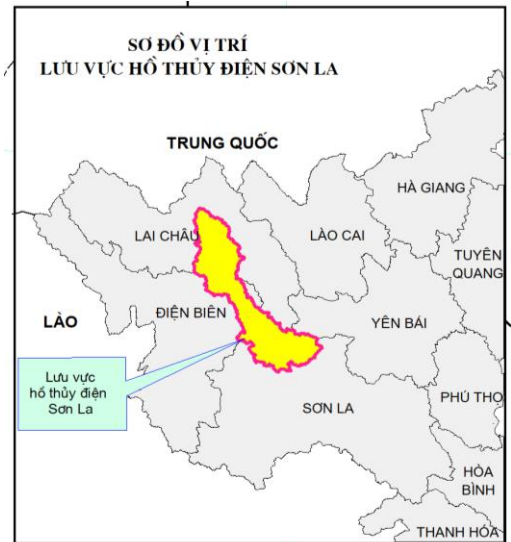 SƠ ĐỒ VỊ TRÍ
LƯU VỰC HỒ THỦY ĐIỆN SƠN LA
TRUNG QUỐC
HÀ GIANG
LAI CHÂU
LÀO CAI
TUYÊN
QUANG
LÀO
ĐIỆN BIÊN
YÊN BÁI
Lưu vực
hồ thủy điện
Sơn La
PHÚ THỌ
SƠN LA
HÒA
BÌNH
THANH HÓA